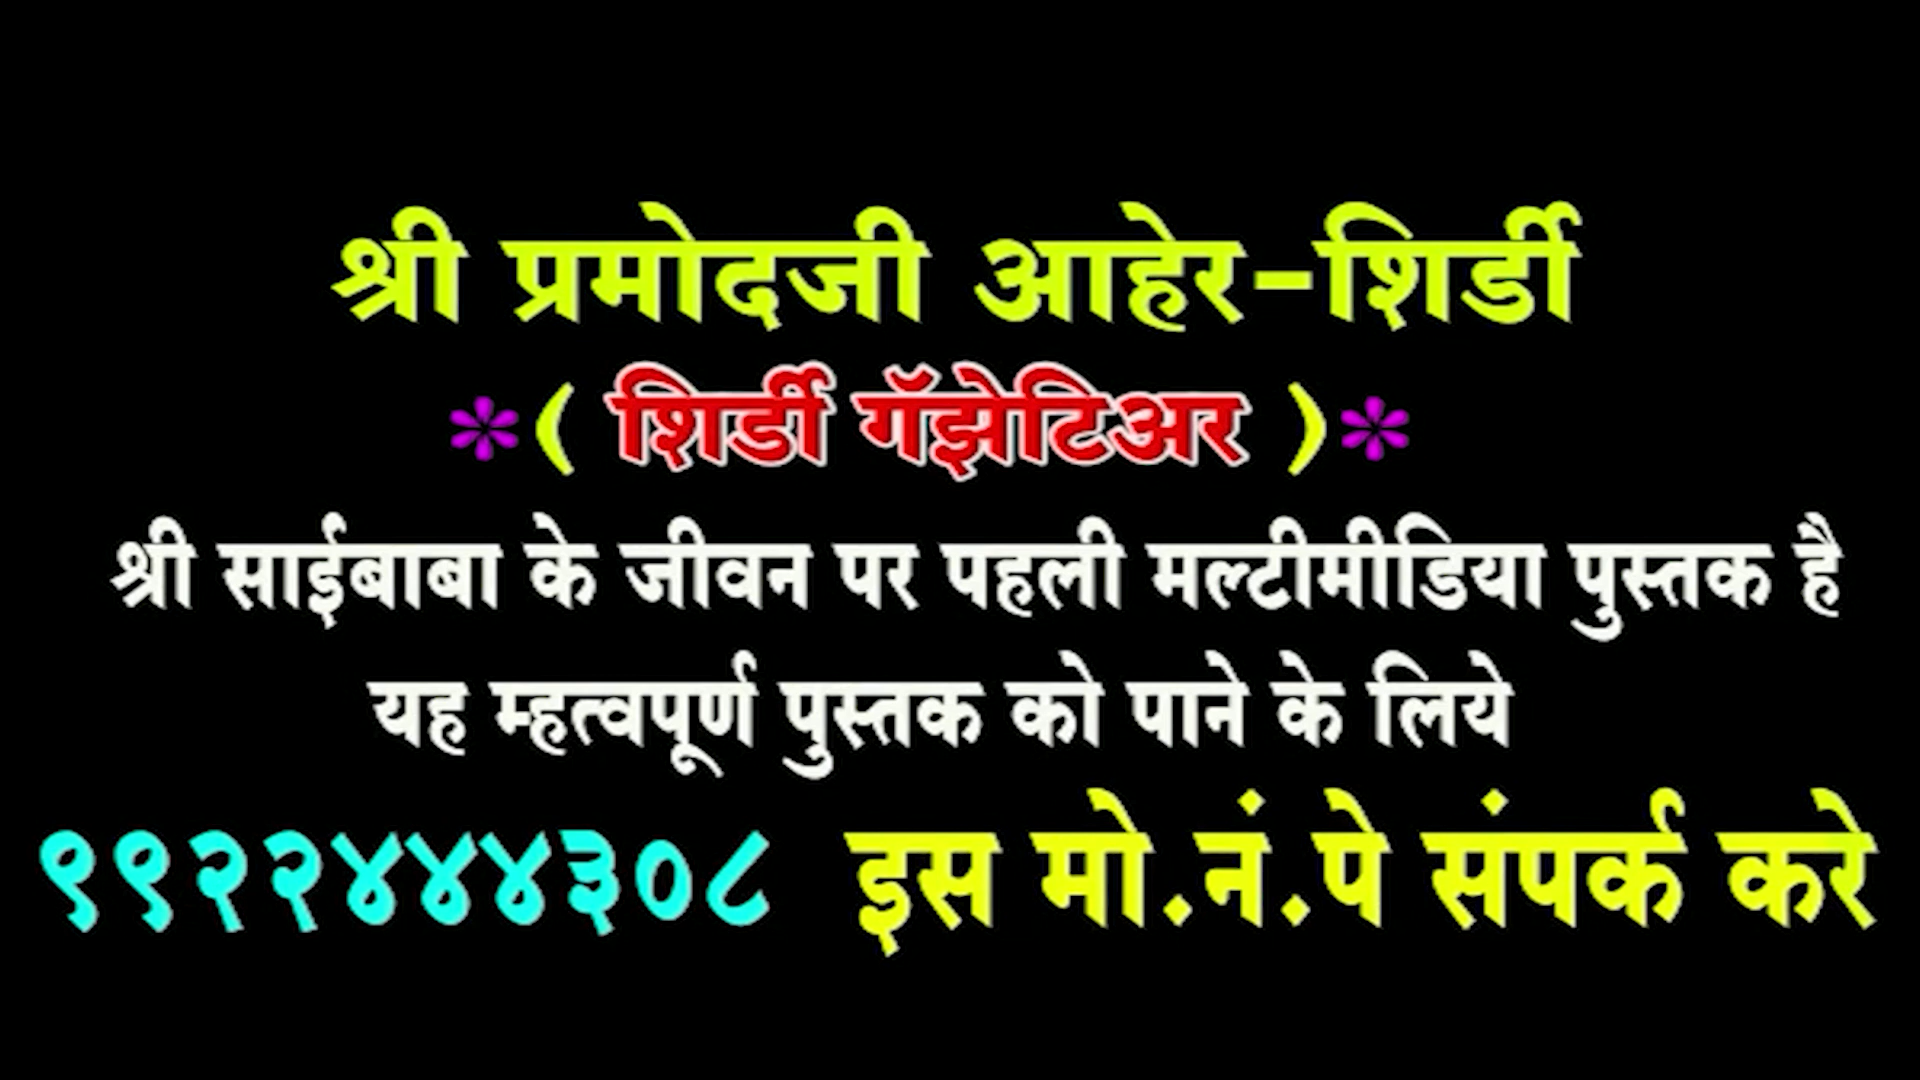 श्री प्रमोदजी आहेर-शिर्डी
*( शिर्डी गॅझेटिअर )*
श्री साईबाबा के जीवन पर पहली मल्टीमीडिया पुस्तक है
यह म्हत्वपूर्ण पुस्तक को पाने के लिये
९९२२४४४३०८ इस मो.नं.पे संपर्क करे